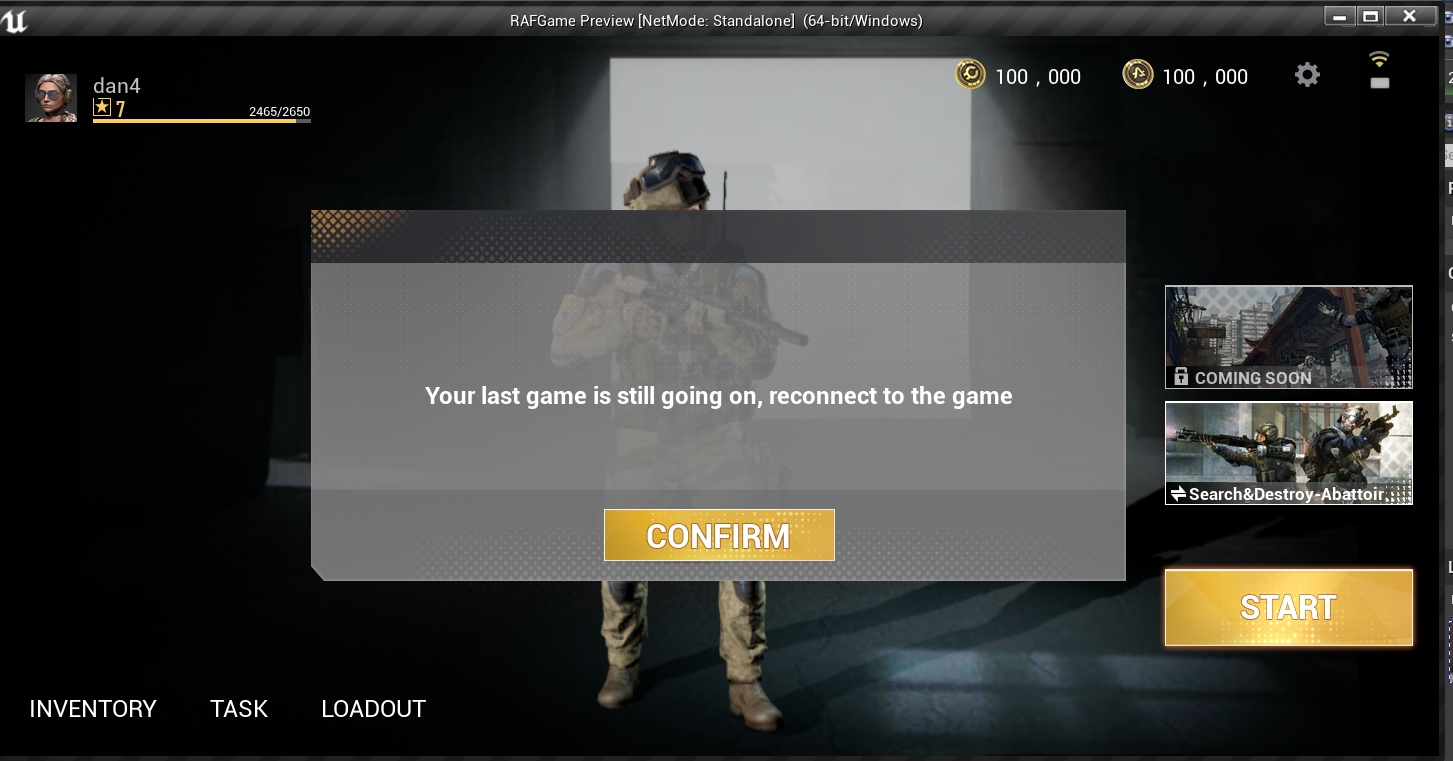 RAFGame Preview [NetMode: Standalone] (64-bit/Windows)
dan4
7
2465/2650
100 , 000
100 , 000
Your last game is still going on, reconnect to the game
CONFIRM
COMING SOON
Search&Destroy-Abattoir
START
INVENTORY TASK LOADOUT